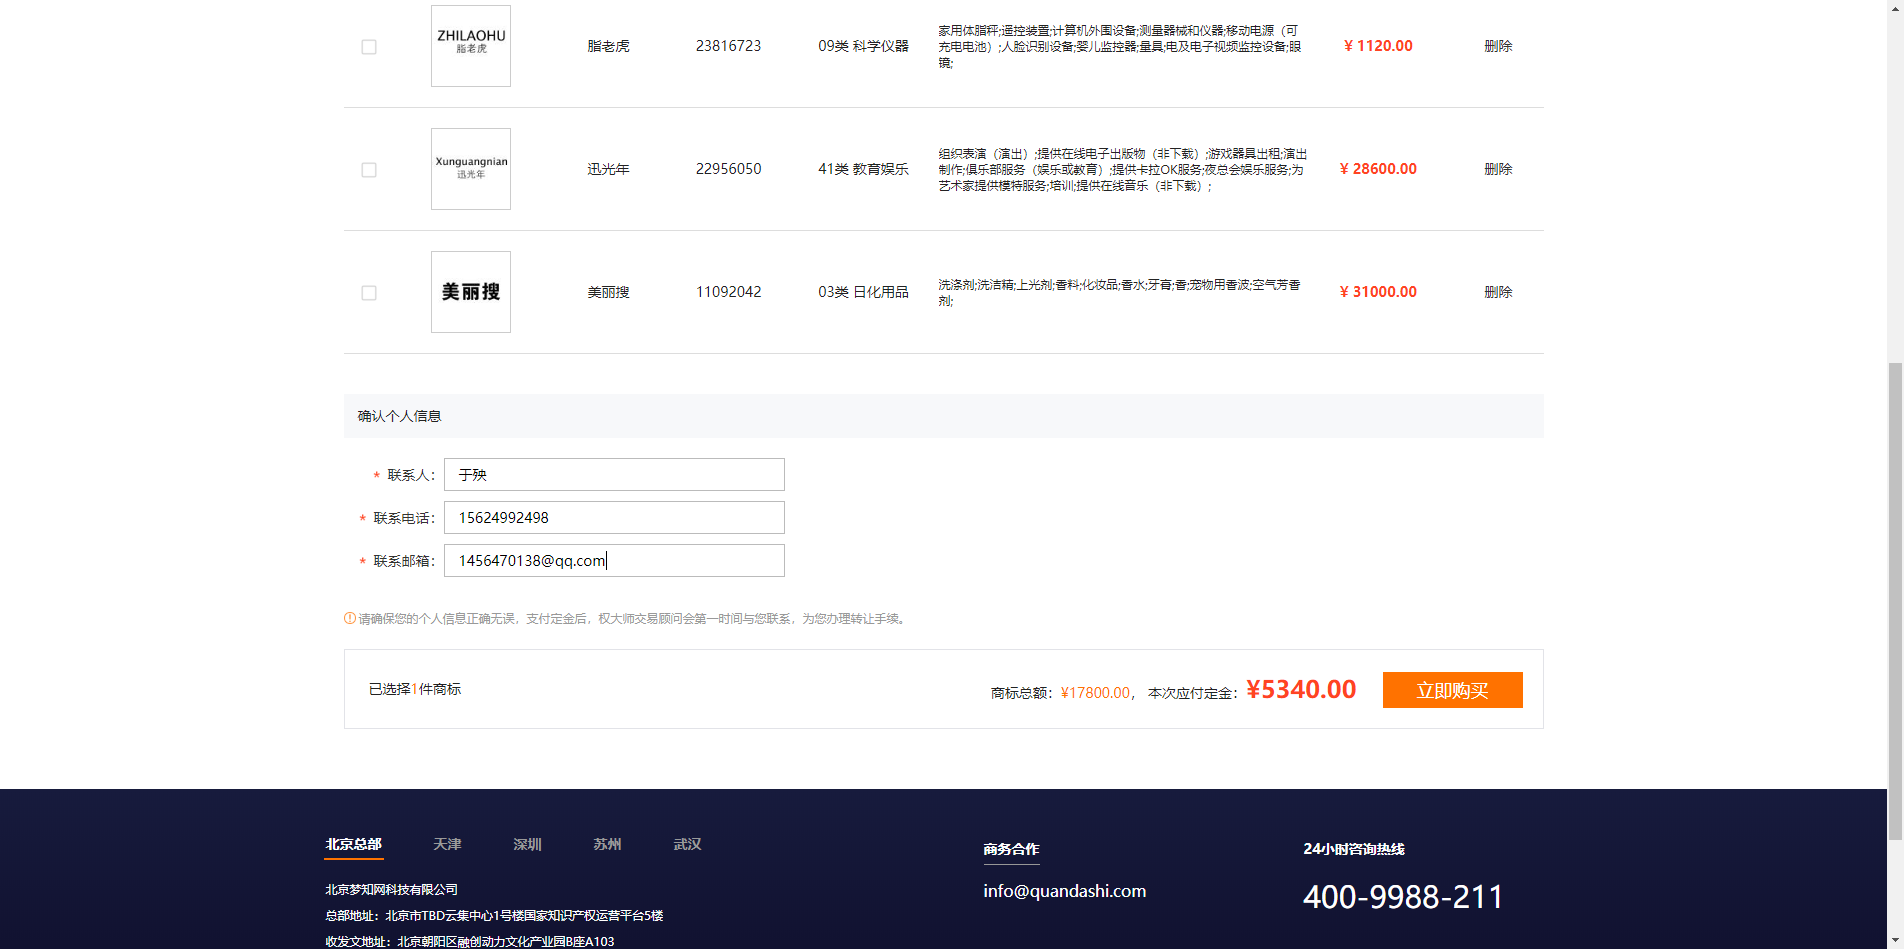 ZHILAOHU
脂老虎
脂老虎
23816723
09类 科学仪器
家用体脂秤;遥控装置;计算机外围设备;测量器械和仪器;移动电源（可
充电电池）;人脸识别设备;婴儿监控器;量具;电及电子视频监控设备;眼
镜;
¥ 1120.00
删除
Xunguangnian
迅光年
迅光年
22956050
41类 教育娱乐
组织表演（演出）;提供在线电子出版物（非下载）;游戏器具出租;演出
制作;俱乐部服务（娱乐或教育）;提供卡拉OK服务;夜总会娱乐服务;为
艺术家提供模特服务;培训;提供在线音乐（非下载）;
¥ 28600.00
删除
美丽搜
美丽搜
11092042
03类 日化用品
洗涤剂;洗洁精;上光剂;香料;化妆品;香水;牙膏;香;宠物用香波;空气芳香
剂;
¥ 31000.00
删除
确认个人信息
* 联系人： 于殃
* 联系电话： 15624992498
* 联系邮箱： 1456470138@qq.com
请确保您的个人信息正确无误，支付定金后，权大师交易顾问会第一时间与您联系，为您办理转让手续。
已选择1件商标
商标总额：¥17800.00， 本次应付定金：¥5340.00
立即购买
北京总部 天津 深圳 苏州 武汉
北京梦知网科技有限公司
总部地址：北京市TBD云集中心1号楼国家知识产权运营平台5楼
收发文地址：北京朝阳区融创动力文化产业园B座A103
商务合作
info@quandashi.com
24小时咨询热线
400-9988-211